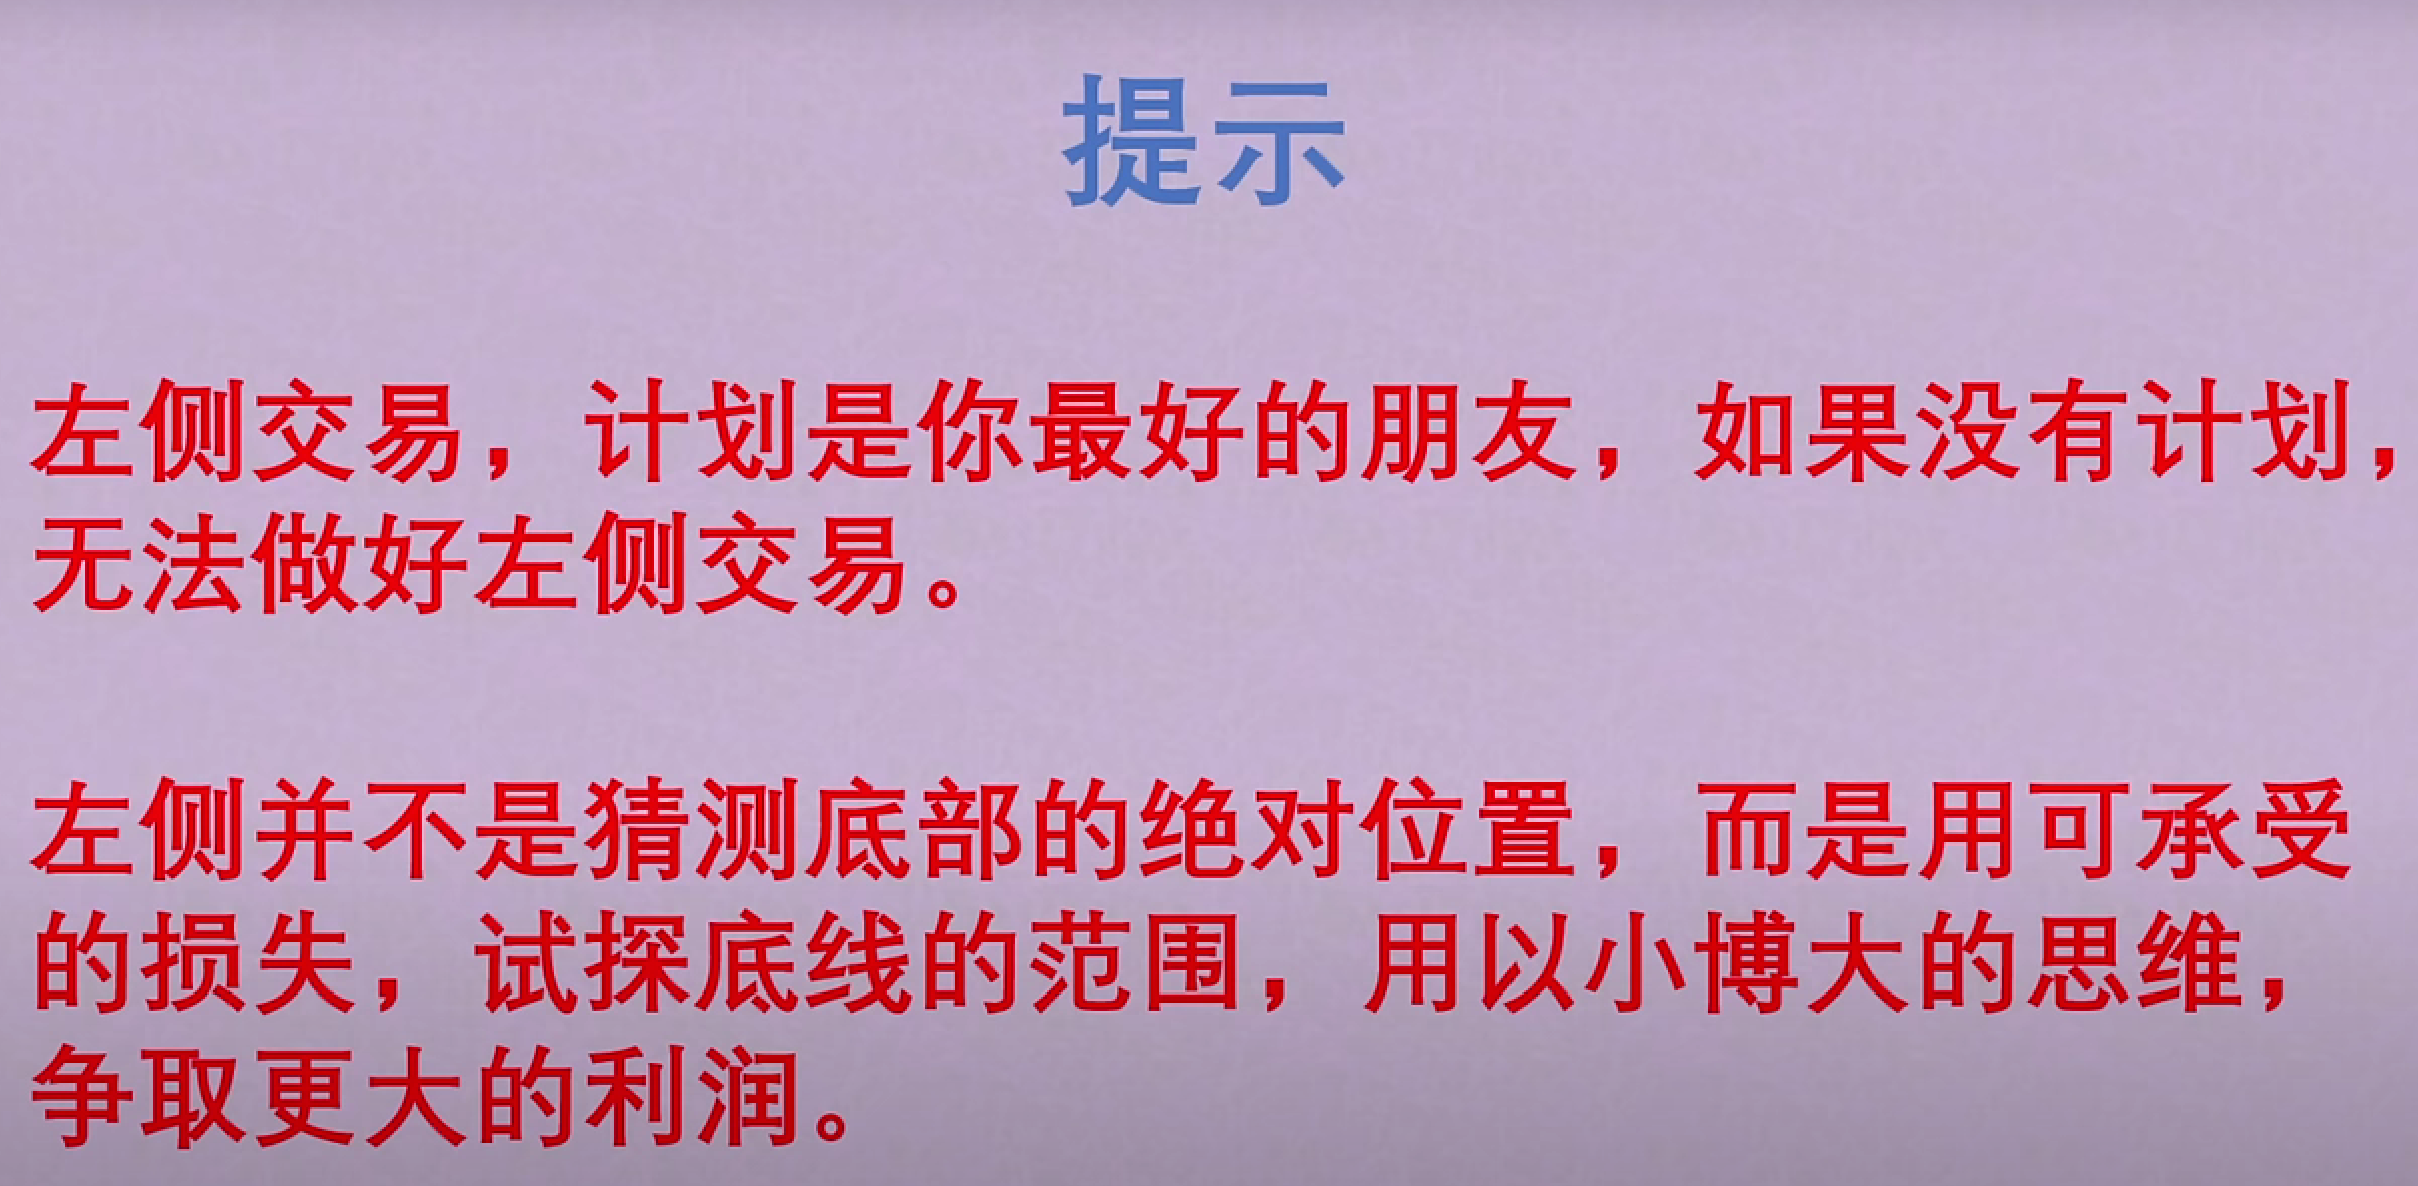 提示
左侧交易，计划是你最好的朋友，如果没有计划，
无法做好左侧交易。
左侧并不是猜测底部的绝对位置，而是用可承受
的损失，试探底线的范围，用以小博大的思维，
争取更大的利润。